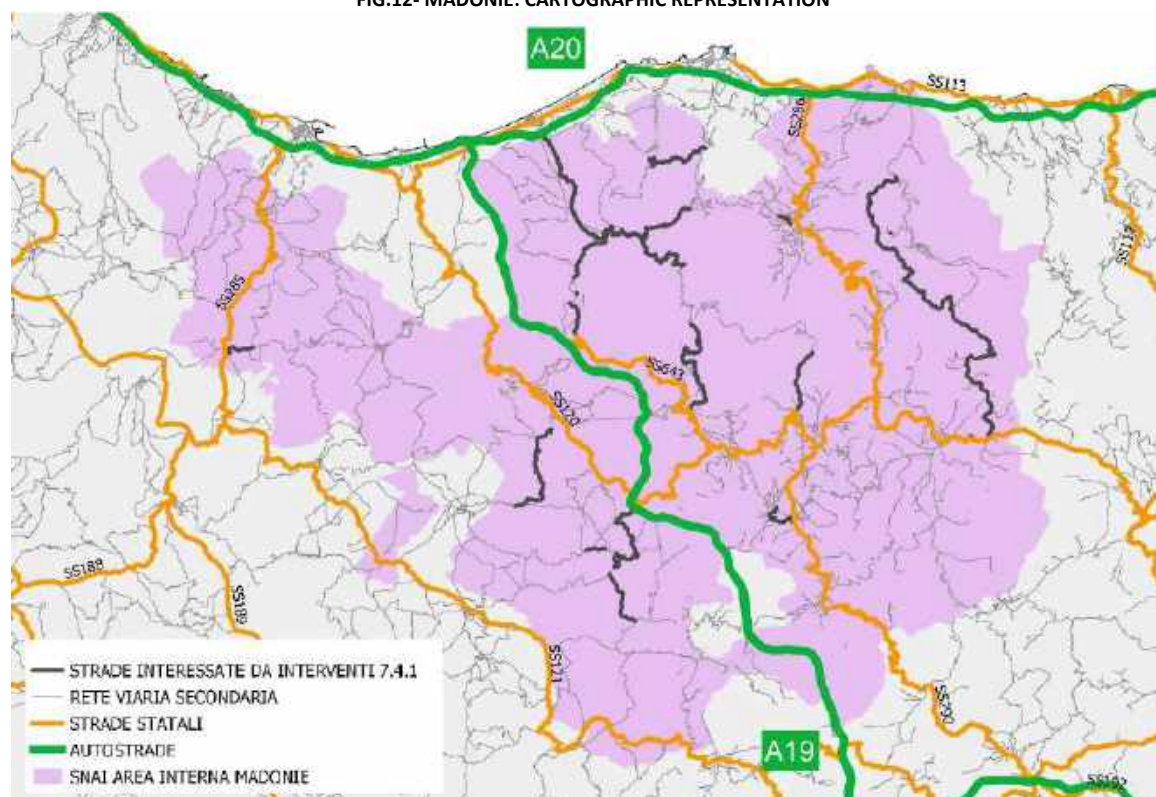 FIG.12- MADONIE: CARTOGRAPHIC REPRESENTATION
A20
SS113
SS286
SS117
SS285
SS643
SS120
SS188
SS189
SS121
SS290
A19
SS192
STRADE INTERESSATE DA INTERVENTI 7.4.1
RETE VIARIA SECONDARIA
STRADE STATALI
AUTOSTRADE
SNAI AREA INTERNA MADONIE